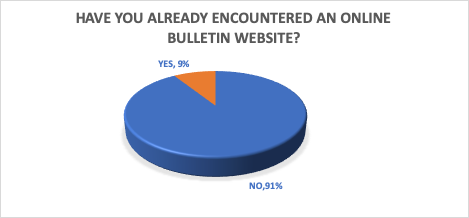 HAVE YOU ALREADY ENCOUNTERED AN ONLINE
BULLETIN WEBSITE?
YES, 9%
NO,91%